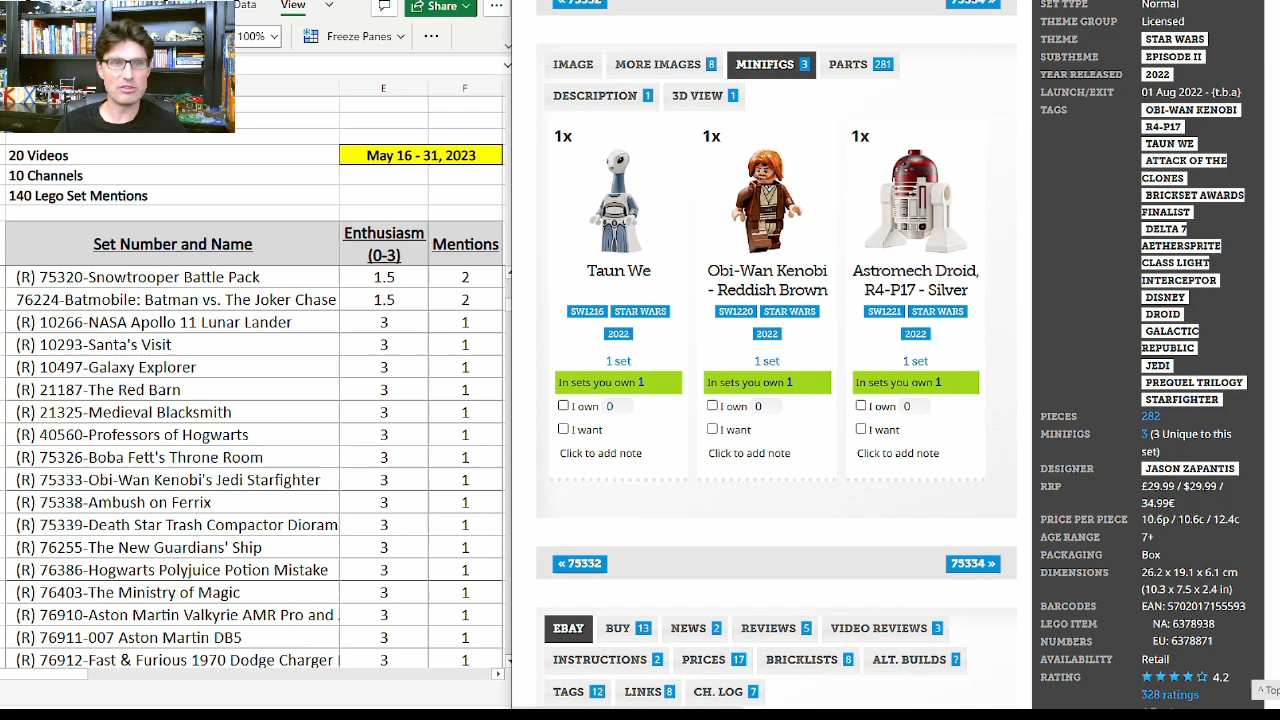 Data
View
Share
100%
Freeze Panes
E
F
20 Videos
May 16 - 31, 2023
10 Channels
140 Lego Set Mentions
Set Number and Name
Enthusiasm (0-3)
Mentions
(R) 75320-Snowtrooper Battle Pack 1.5 2
76224-Batmobile: Batman vs. The Joker Chase 1.5 2
(R) 10266-NASA Apollo 11 Lunar Lander 3 1
(R) 10293-Santa's Visit 3 1
(R) 10497-Galaxy Explorer 3 1
(R) 21187-The Red Barn 3 1
(R) 21325-Medieval Blacksmith 3 1
(R) 40560-Professors of Hogwarts 3 1
(R) 75326-Boba Fett's Throne Room 3 1
(R) 75333-Obi-Wan Kenobi's Jedi Starfighter 3 1
(R) 75338-Ambush on Ferrix 3 1
(R) 75339-Death Star Trash Compactor Dioram 3 1
(R) 76255-The New Guardians' Ship 3 1
(R) 76386-Hogwarts Polyjuice Potion Mistake 3 1
(R) 76403-The Ministry of Magic 3 1
(R) 76910-Aston Martin Valkyrie AMR Pro and 3 1
(R) 76911-007 Aston Martin DB5 3 1
(R) 76912-Fast & Furious 1970 Dodge Charger 3 1
« 75332
75334 »
IMAGE
MORE IMAGES 8
MINIFIGS 3
PARTS 281
DESCRIPTION 1
3D VIEW 1
1x
1x
1x
Taun We
SW1216 STAR WARS
2022
1 set
In sets you own 1
I own 0
I want
Click to add note
Obi-Wan Kenobi
- Reddish Brown
SW1220 STAR WARS
2022
1 set
In sets you own 1
I own 0
I want
Click to add note
Astromech Droid,
R4-P17 - Silver
SW1221 STAR WARS
2022
1 set
In sets you own 1
I own 0
I want
Click to add note
« 75332
75334 »
EBAY
BUY 13
NEWS 2
REVIEWS 5
VIDEO REVIEWS 3
INSTRUCTIONS 2
PRICES 17
BRICKLISTS 8
ALT. BUILDS ?
TAGS 12
LINKS 8
CH. LOG 7
SET TYPE Normal
THEME GROUP Licensed
THEME STAR WARS
SUBTHEME EPISODE II
YEAR RELEASED 2022
LAUNCH/EXIT 01 Aug 2022 - {t.b.a}
TAGS OBI-WAN KENOBI
R4-P17
TAUN WE
ATTACK OF THE
CLONES
BRICKSET AWARDS
FINALIST
DELTA 7
AETHERSPRITE
CLASS LIGHT
INTERCEPTOR
DISNEY
DROID
GALACTIC
REPUBLIC
JEDI
PREQUEL TRILOGY
STARFIGHTER
PIECES 282
MINIFIGS 3 (3 Unique to this
set)
DESIGNER JASON ZAPANTIS
RRP £29.99 / $29.99 /
34.99€
PRICE PER PIECE 10.6p / 10.6c / 12.4c
AGE RANGE 7+
PACKAGING Box
DIMENSIONS 26.2 x 19.1 x 6.1 cm
(10.3 x 7.5 x 2.4 in)
BARCODES EAN: 5702017155593
LEGO ITEM NA: 6378938
NUMBERS EU: 6378871
AVAILABILITY Retail
RATING 4.2
328 ratings
^ Top